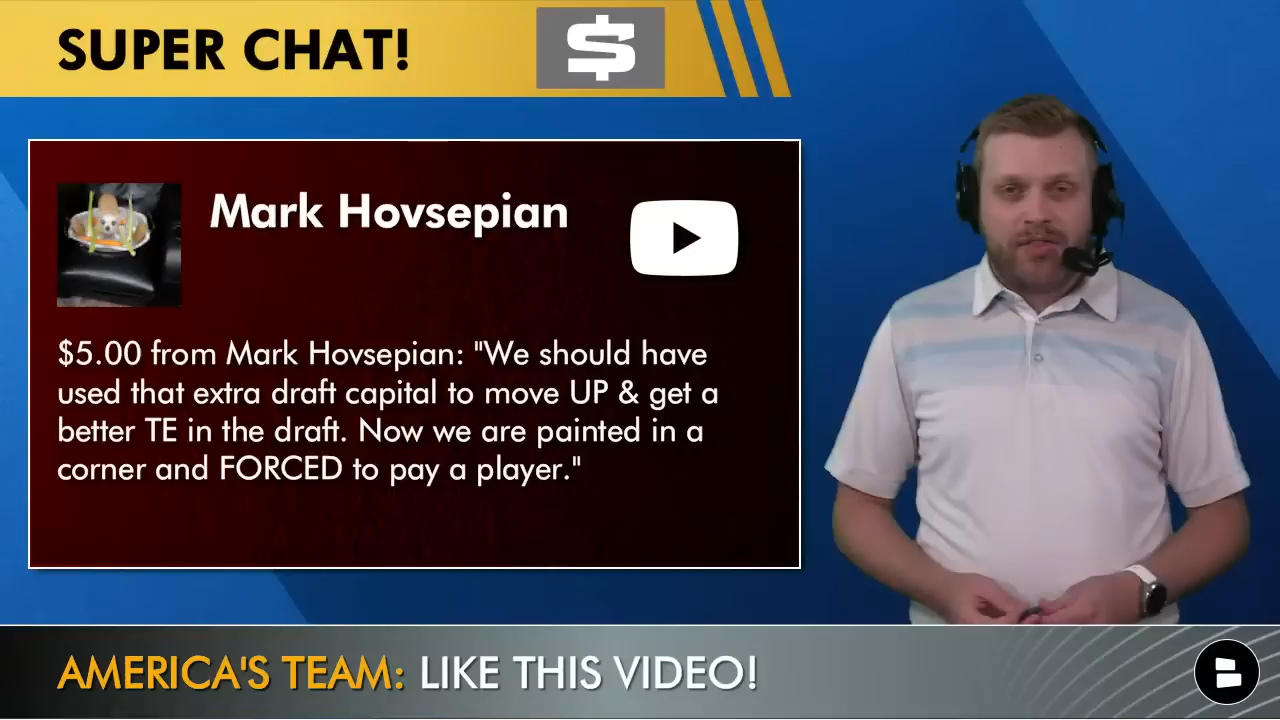 SUPER CHAT!
Mark Hovsepian
$5.00 from Mark Hovsepian: "We should have
used that extra draft capital to move UP & get a
better TE in the draft. Now we are painted in a
corner and FORCED to pay a player."
AMERICA'S TEAM: LIKE THIS VIDEO!